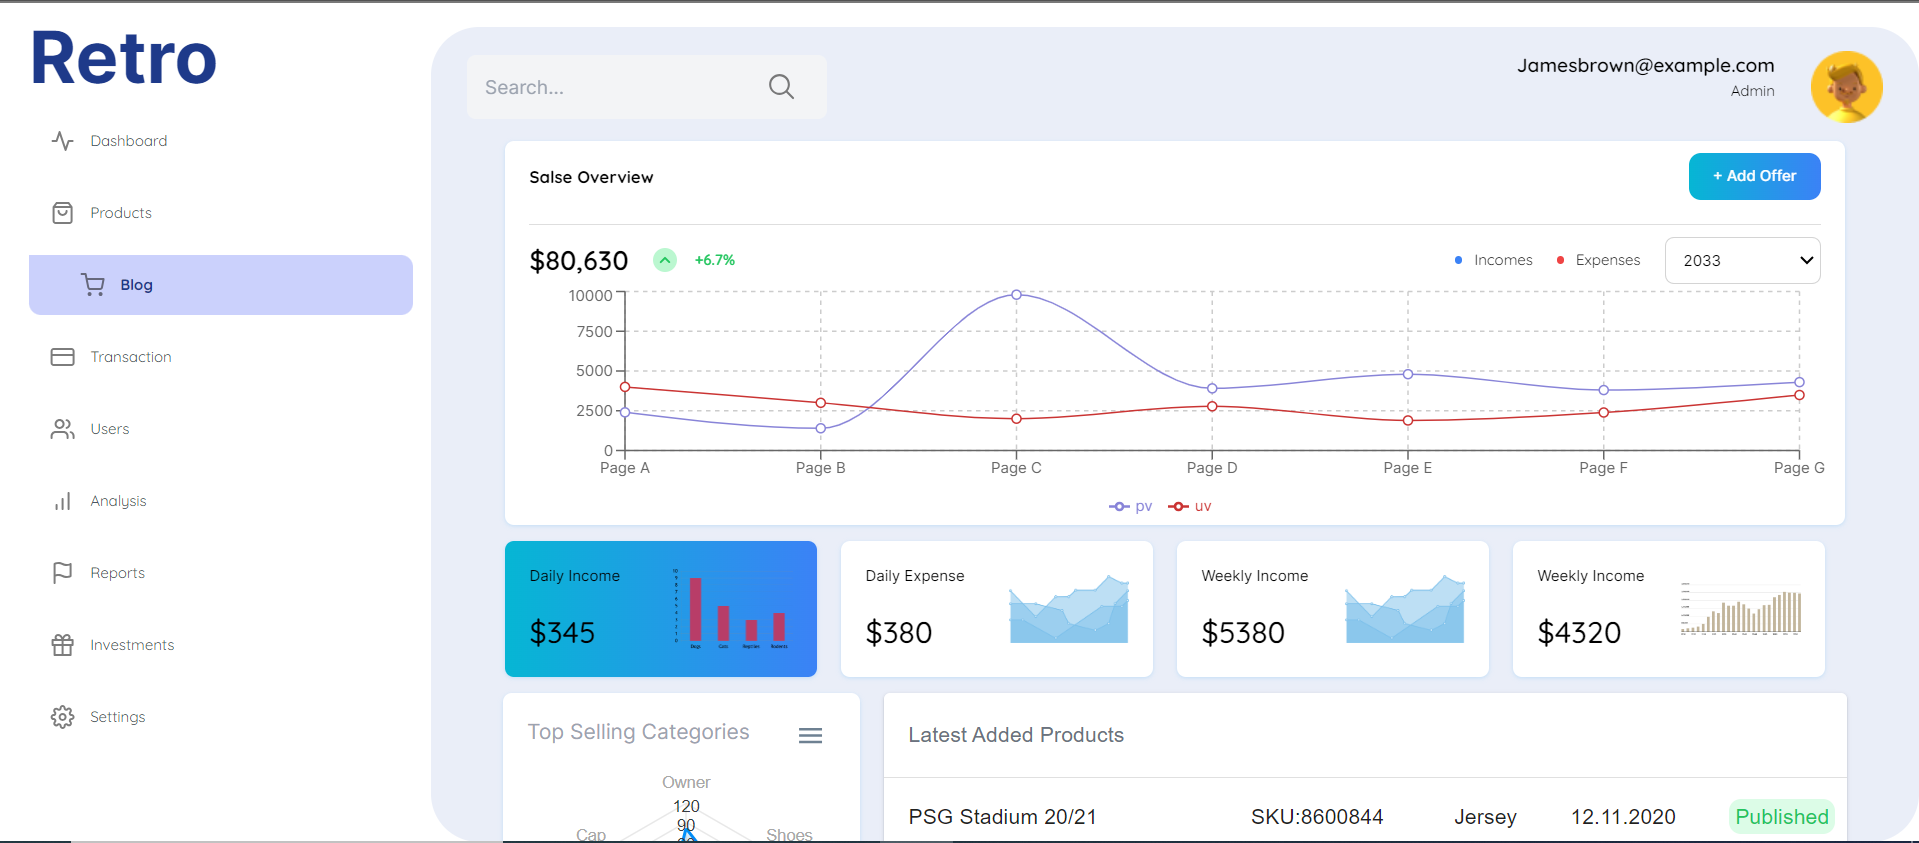 Retro
Dashboard
Products
Blog
Transaction
Users
Analysis
Reports
Investments
Settings
Search...
Jamesbrown@example.com
Admin
Salse Overview
+ Add Offer
$80,630
+6.7%
Incomes
Expenses
2033
10000
7500
5000
2500
0
Page A Page B Page C Page D Page E Page F Page G
pv uv
Daily Income
$345
Daily Expense
$380
Weekly Income
$5380
Weekly Income
$4320
Top Selling Categories
Owner
120
90
Cap
Shoes
Latest Added Products
PSG Stadium 20/21 SKU:8600844 Jersey 12.11.2020 Published